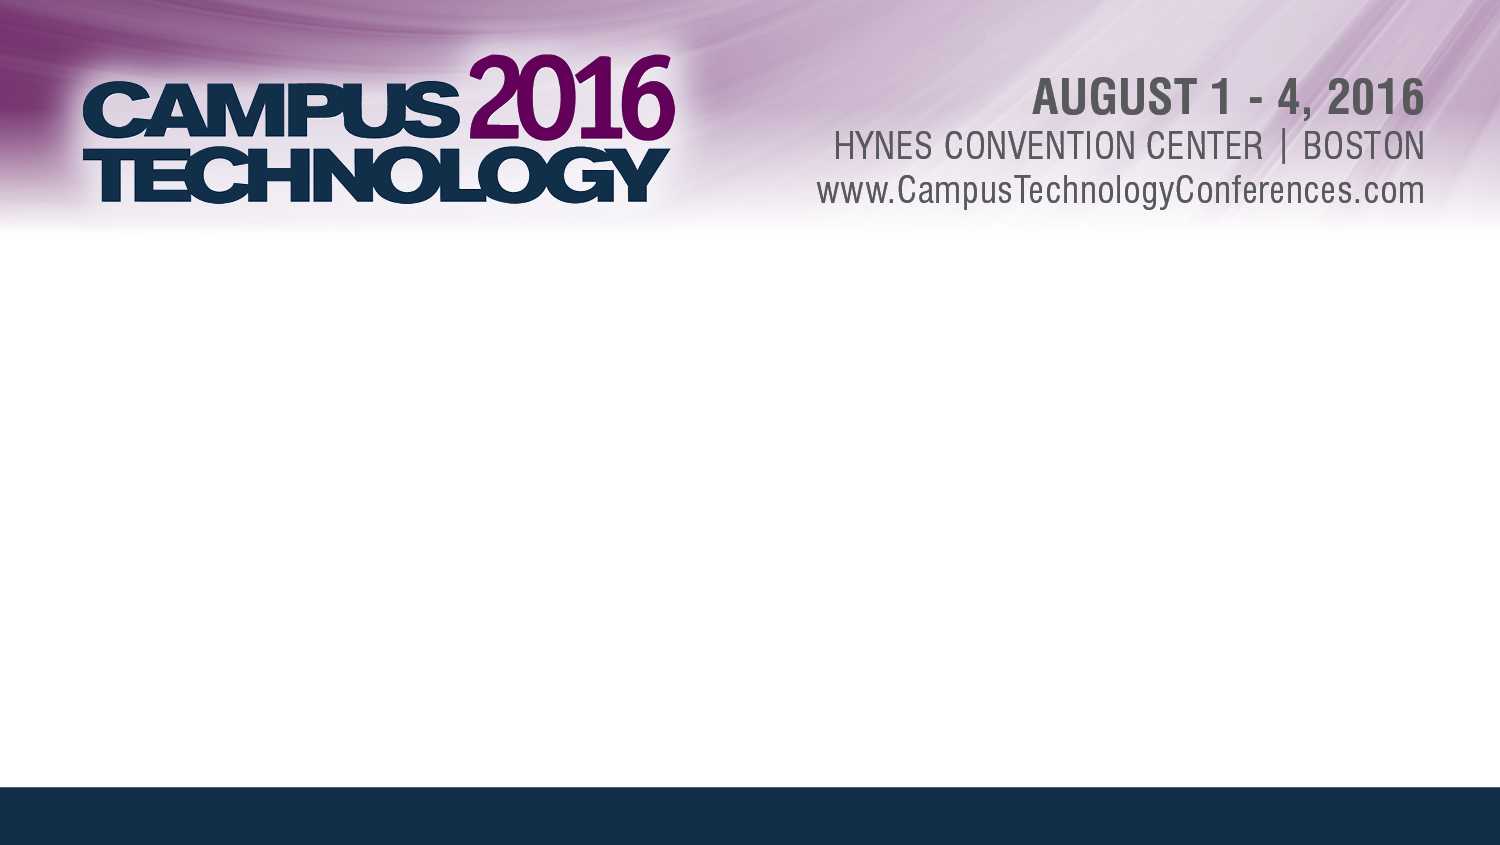 CAMPUS 2016
TECHNOLOGY
AUGUST 1 - 4, 2016
HYNES CONVENTION CENTER | BOSTON
www.CampusTechnologyConferences.com